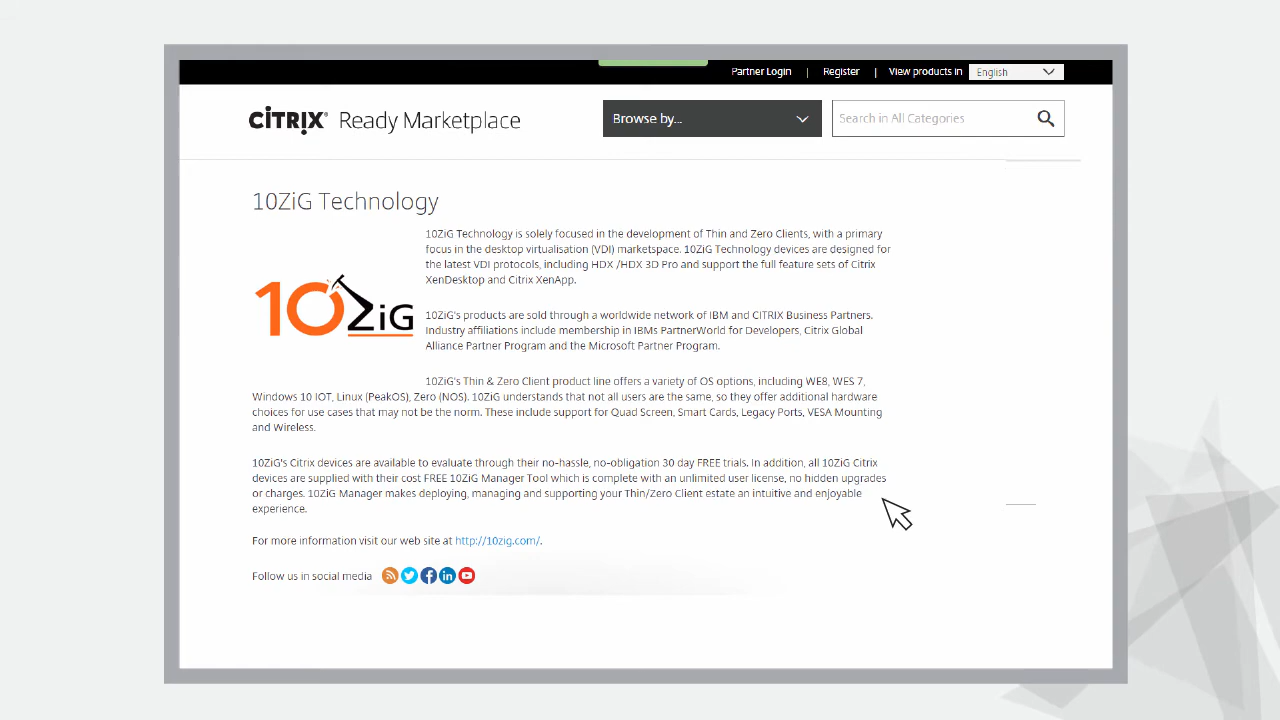 Partner Login | Register | View products in English
CİTRIX® Ready Marketplace Browse by... Search in All Categories
10ZiG Technology
10ZiG Technology is solely focused in the development of Thin and Zero Clients, with a primary
focus in the desktop virtualisation (VDI) marketspace. 10ZiG Technology devices are designed for
the latest VDI protocols, including HDX /HDX 3D Pro and support the full feature sets of Citrix
XenDesktop and Citrix XenApp.
10ZiG
10ZiG's products are sold through a worldwide network of IBM and CITRIX Business Partners.
Industry affiliations include membership in IBMs PartnerWorld for Developers, Citrix Global
Alliance Partner Program and the Microsoft Partner Program.
10ZiG's Thin & Zero Client product line offers a variety of OS options, including WE8, WES 7,
Windows 10 IOT, Linux (PeakOS), Zero (NOS). 10ZiG understands that not all users are the same, so they offer additional hardware
choices for use cases that may not be the norm. These include support for Quad Screen, Smart Cards, Legacy Ports, VESA Mounting
and Wireless.
10ZiG's Citrix devices are available to evaluate through their no-hassle, no-obligation 30 day FREE trials. In addition, all 10ZiG Citrix
devices are supplied with their cost FREE 10ZiG Manager Tool which is complete with an unlimited user license, no hidden upgrades
or charges. 10ZiG Manager makes deploying, managing and supporting your Thin/Zero Client estate an intuitive and enjoyable
experience.
For more information visit our web site at http://10zig.com/.
Follow us in social media